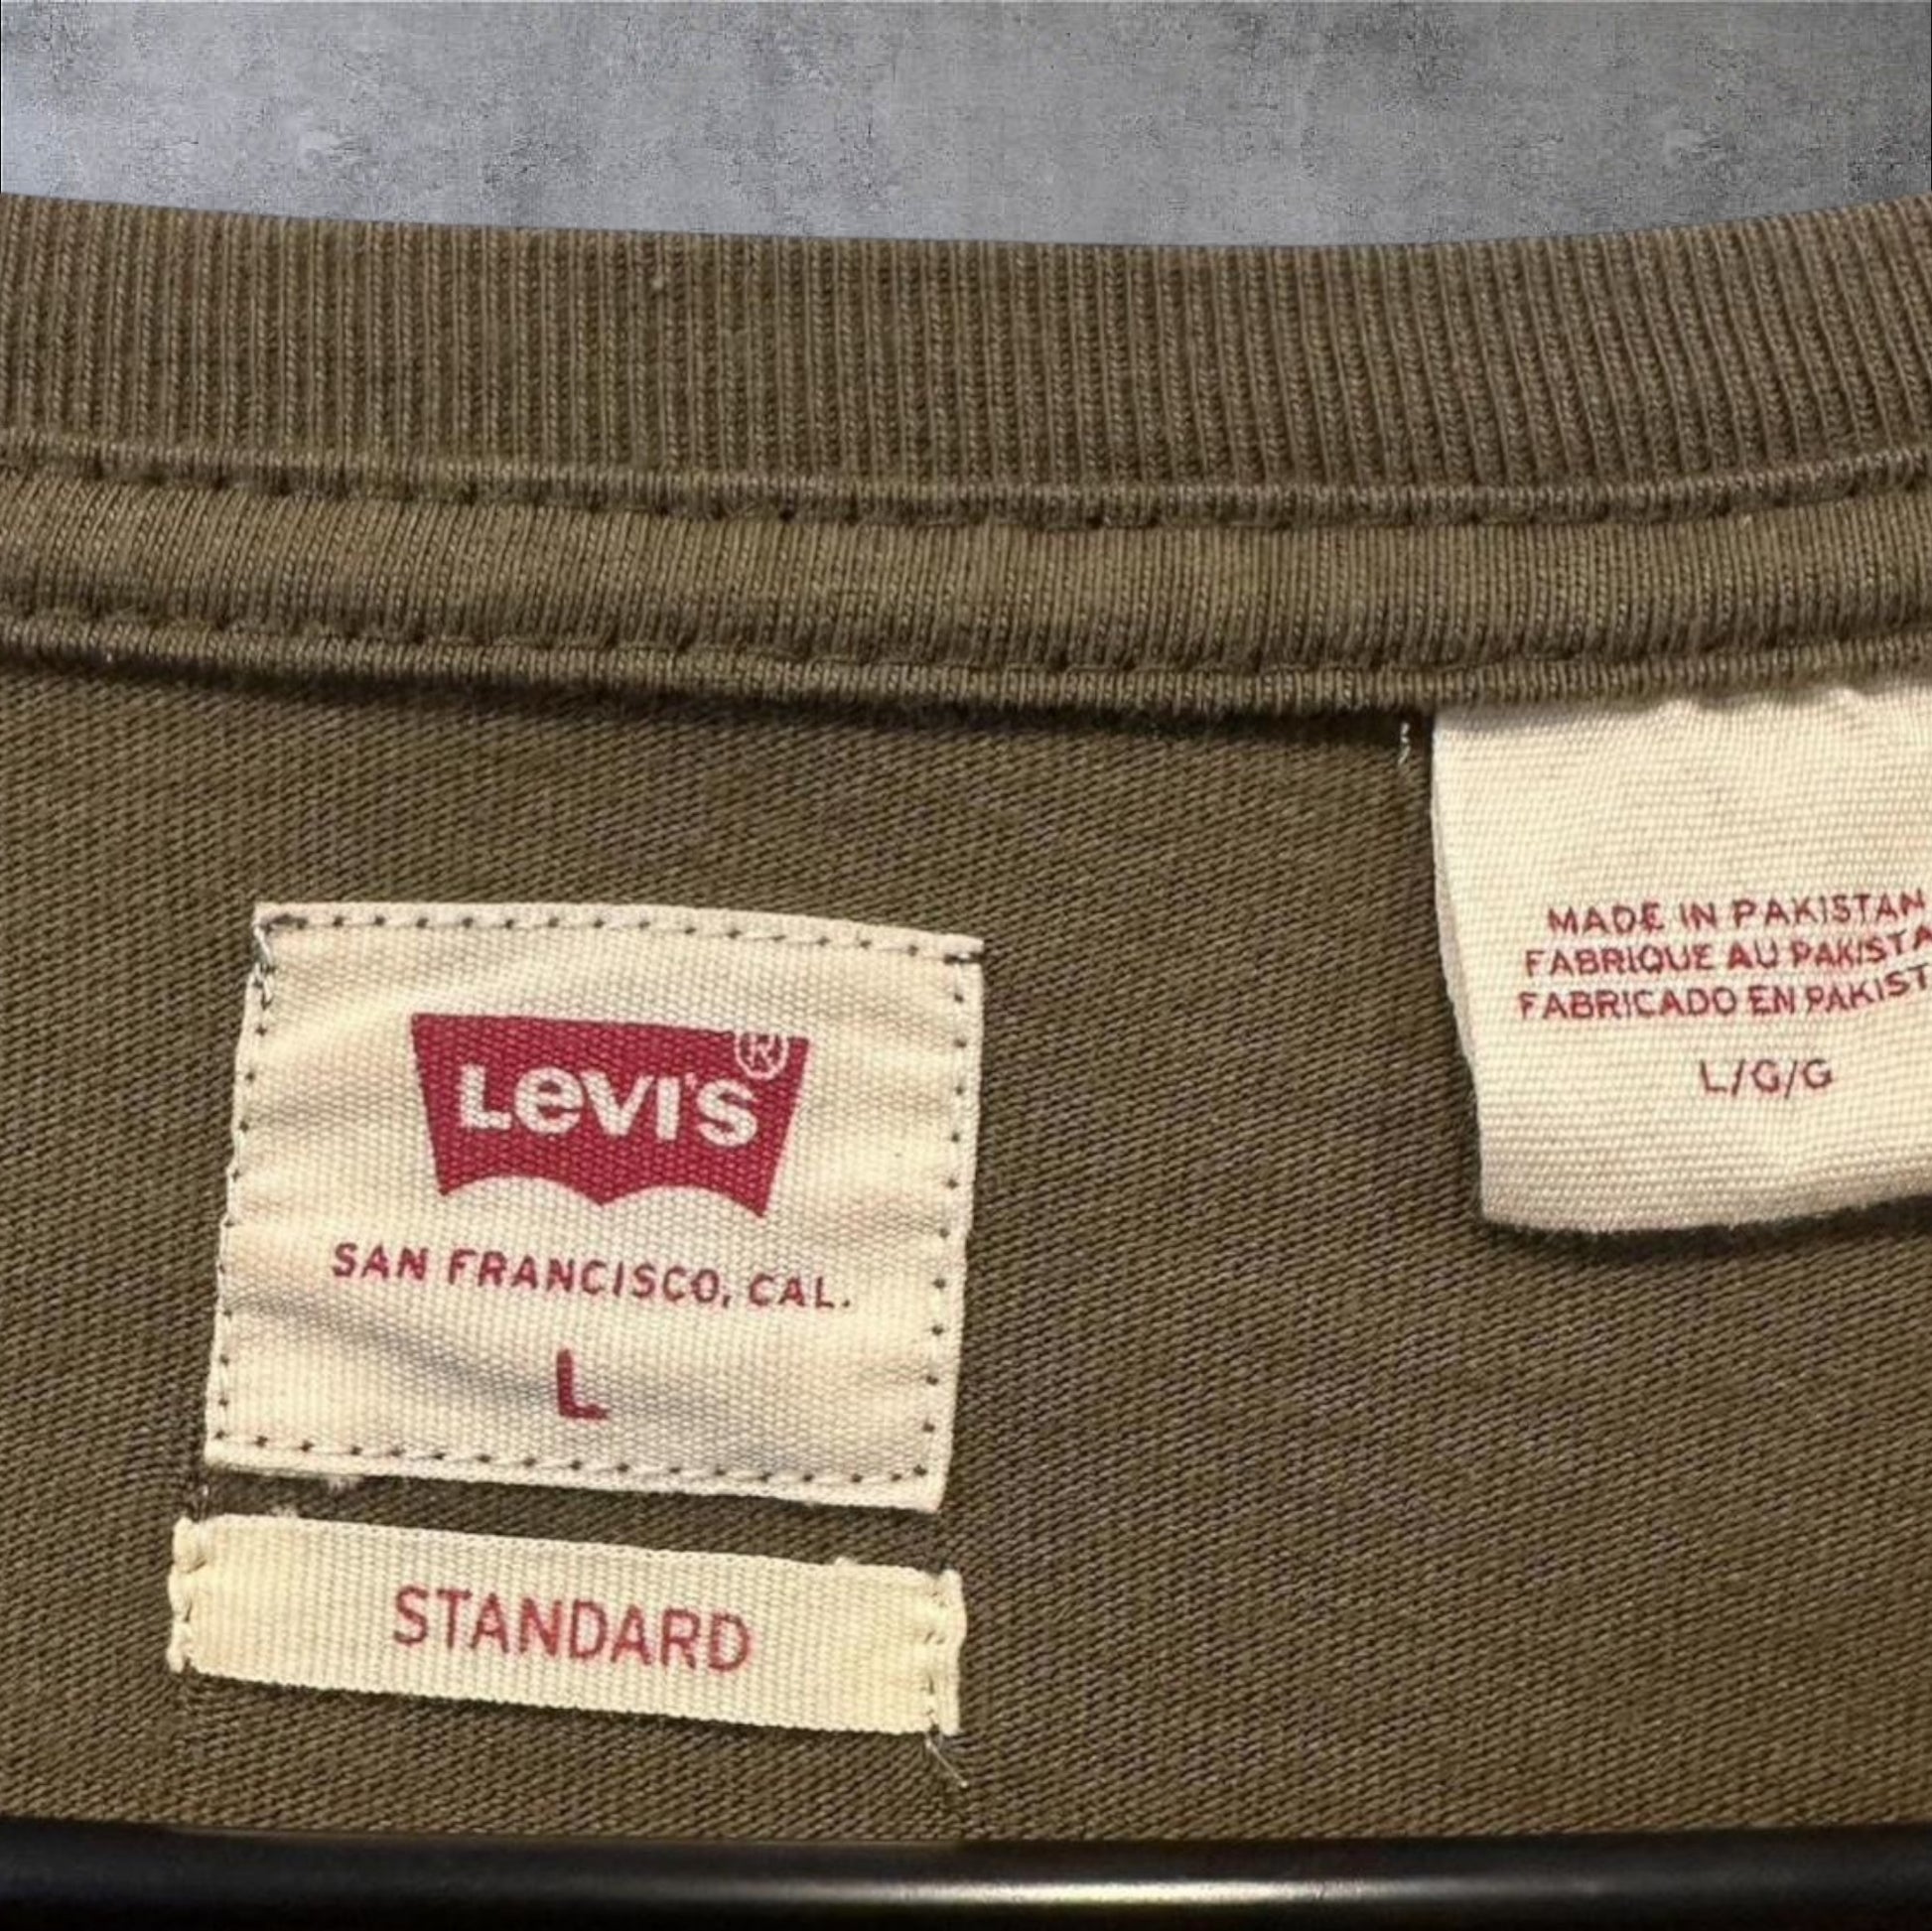 LEVI'S®
SAN FRANCISCO, CAL.
L
STANDARD
MADE IN PAKISTAN
FABRIQUE AU PAKISTA
FABRICADO EN PAKIST
L/G/G